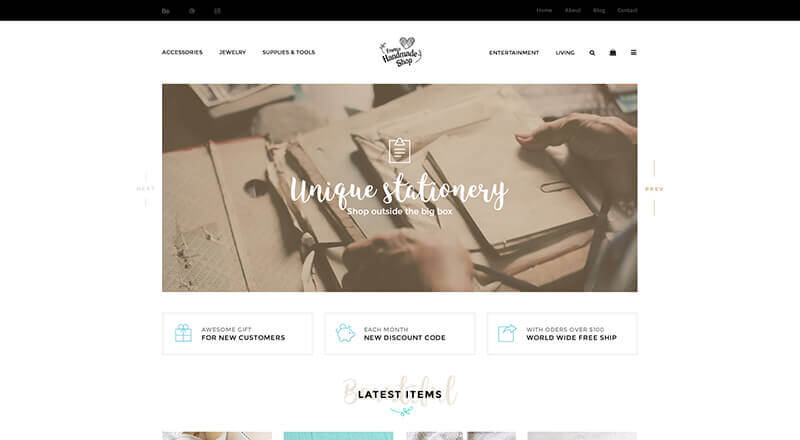 Home About Blog Contact
ACCESSORIES JEWELRY SUPPLIES & TOOLS
Handmade
Shop
ENTERTAINMENT LIVING
Unique stationery
Shop outside the big box
NEXT
PREV
AWESOME GIFT
FOR NEW CUSTOMERS
EACH MONTH
NEW DISCOUNT CODE
WITH ODERS OVER $100
WORLD WIDE FREE SHIP
Beautiful
LATEST ITEMS